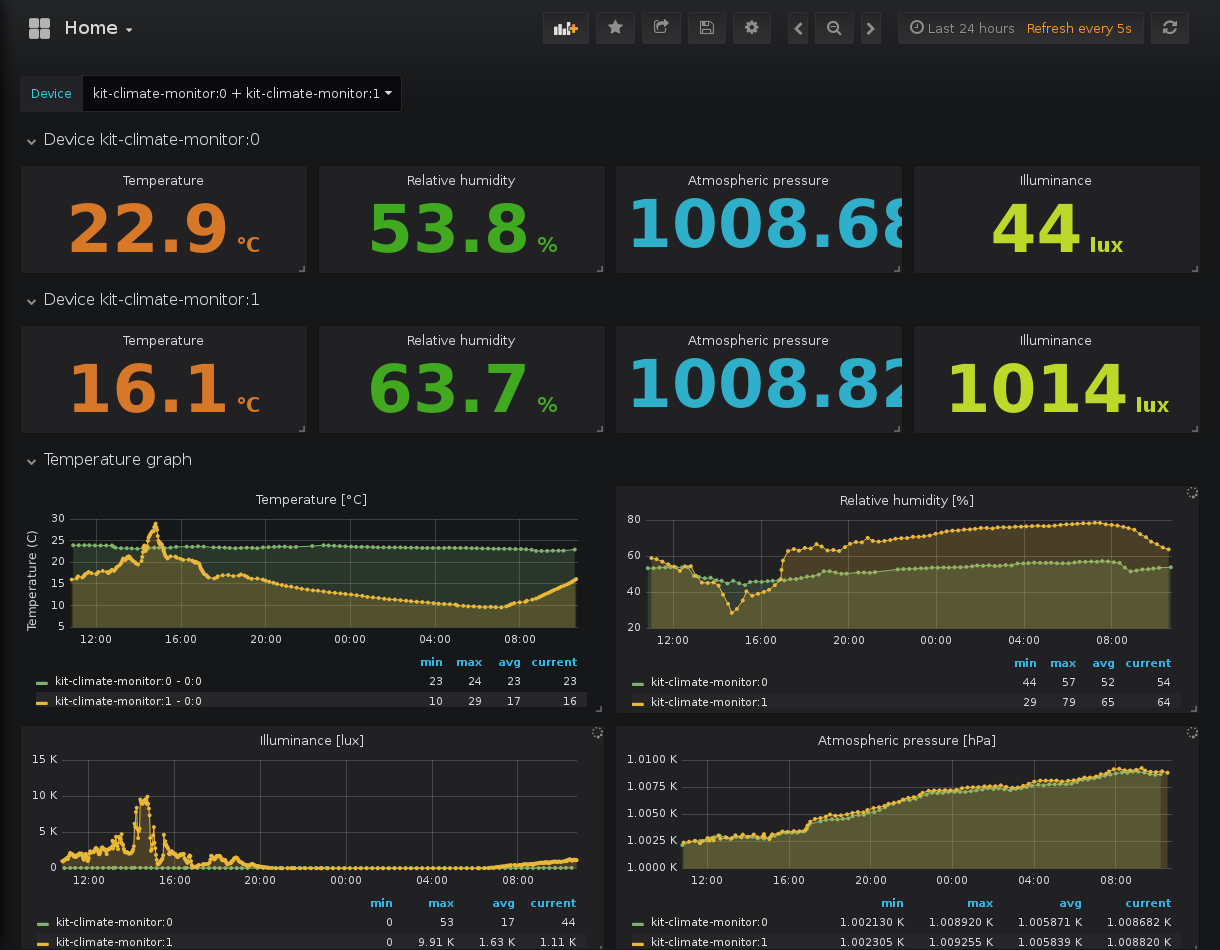 Home
Last 24 hours Refresh every 5s
Device kit-climate-monitor:0 + kit-climate-monitor:1
Device kit-climate-monitor:0
Temperature Relative humidity Atmospheric pressure Illuminance
22.9 °C 53.8 % 1008.68 44 lux
Device kit-climate-monitor:1
Temperature Relative humidity Atmospheric pressure Illuminance
16.1 °C 63.7 % 1008.82 1014 lux
Temperature graph
Temperature [°C]
Temperature (C)
30
25
20
15
10
5
12:00 16:00 20:00 00:00 04:00 08:00
min max avg current
kit-climate-monitor:0 - 0:0 23 24 23 23
kit-climate-monitor:1 - 0:0 10 29 17 16
Relative humidity [%]
80
60
40
20
12:00 16:00 20:00 00:00 04:00 08:00
min max avg current
kit-climate-monitor:0 44 57 52 54
kit-climate-monitor:1 29 79 65 64
Illuminance [lux]
15 K
10 K
5 K
0
12:00 16:00 20:00 00:00 04:00 08:00
min max avg current
kit-climate-monitor:0 0 53 17 44
kit-climate-monitor:1 0 9.91 K 1.63 K 1.11 K
Atmospheric pressure [hPa]
1.0100 K
1.0075 K
1.0050 K
1.0025 K
1.0000 K
12:00 16:00 20:00 00:00 04:00 08:00
min max avg current
kit-climate-monitor:0 1.002130 K 1.008920 K 1.005871 K 1.008682 K
kit-climate-monitor:1 1.002305 K 1.009255 K 1.005839 K 1.008820 K